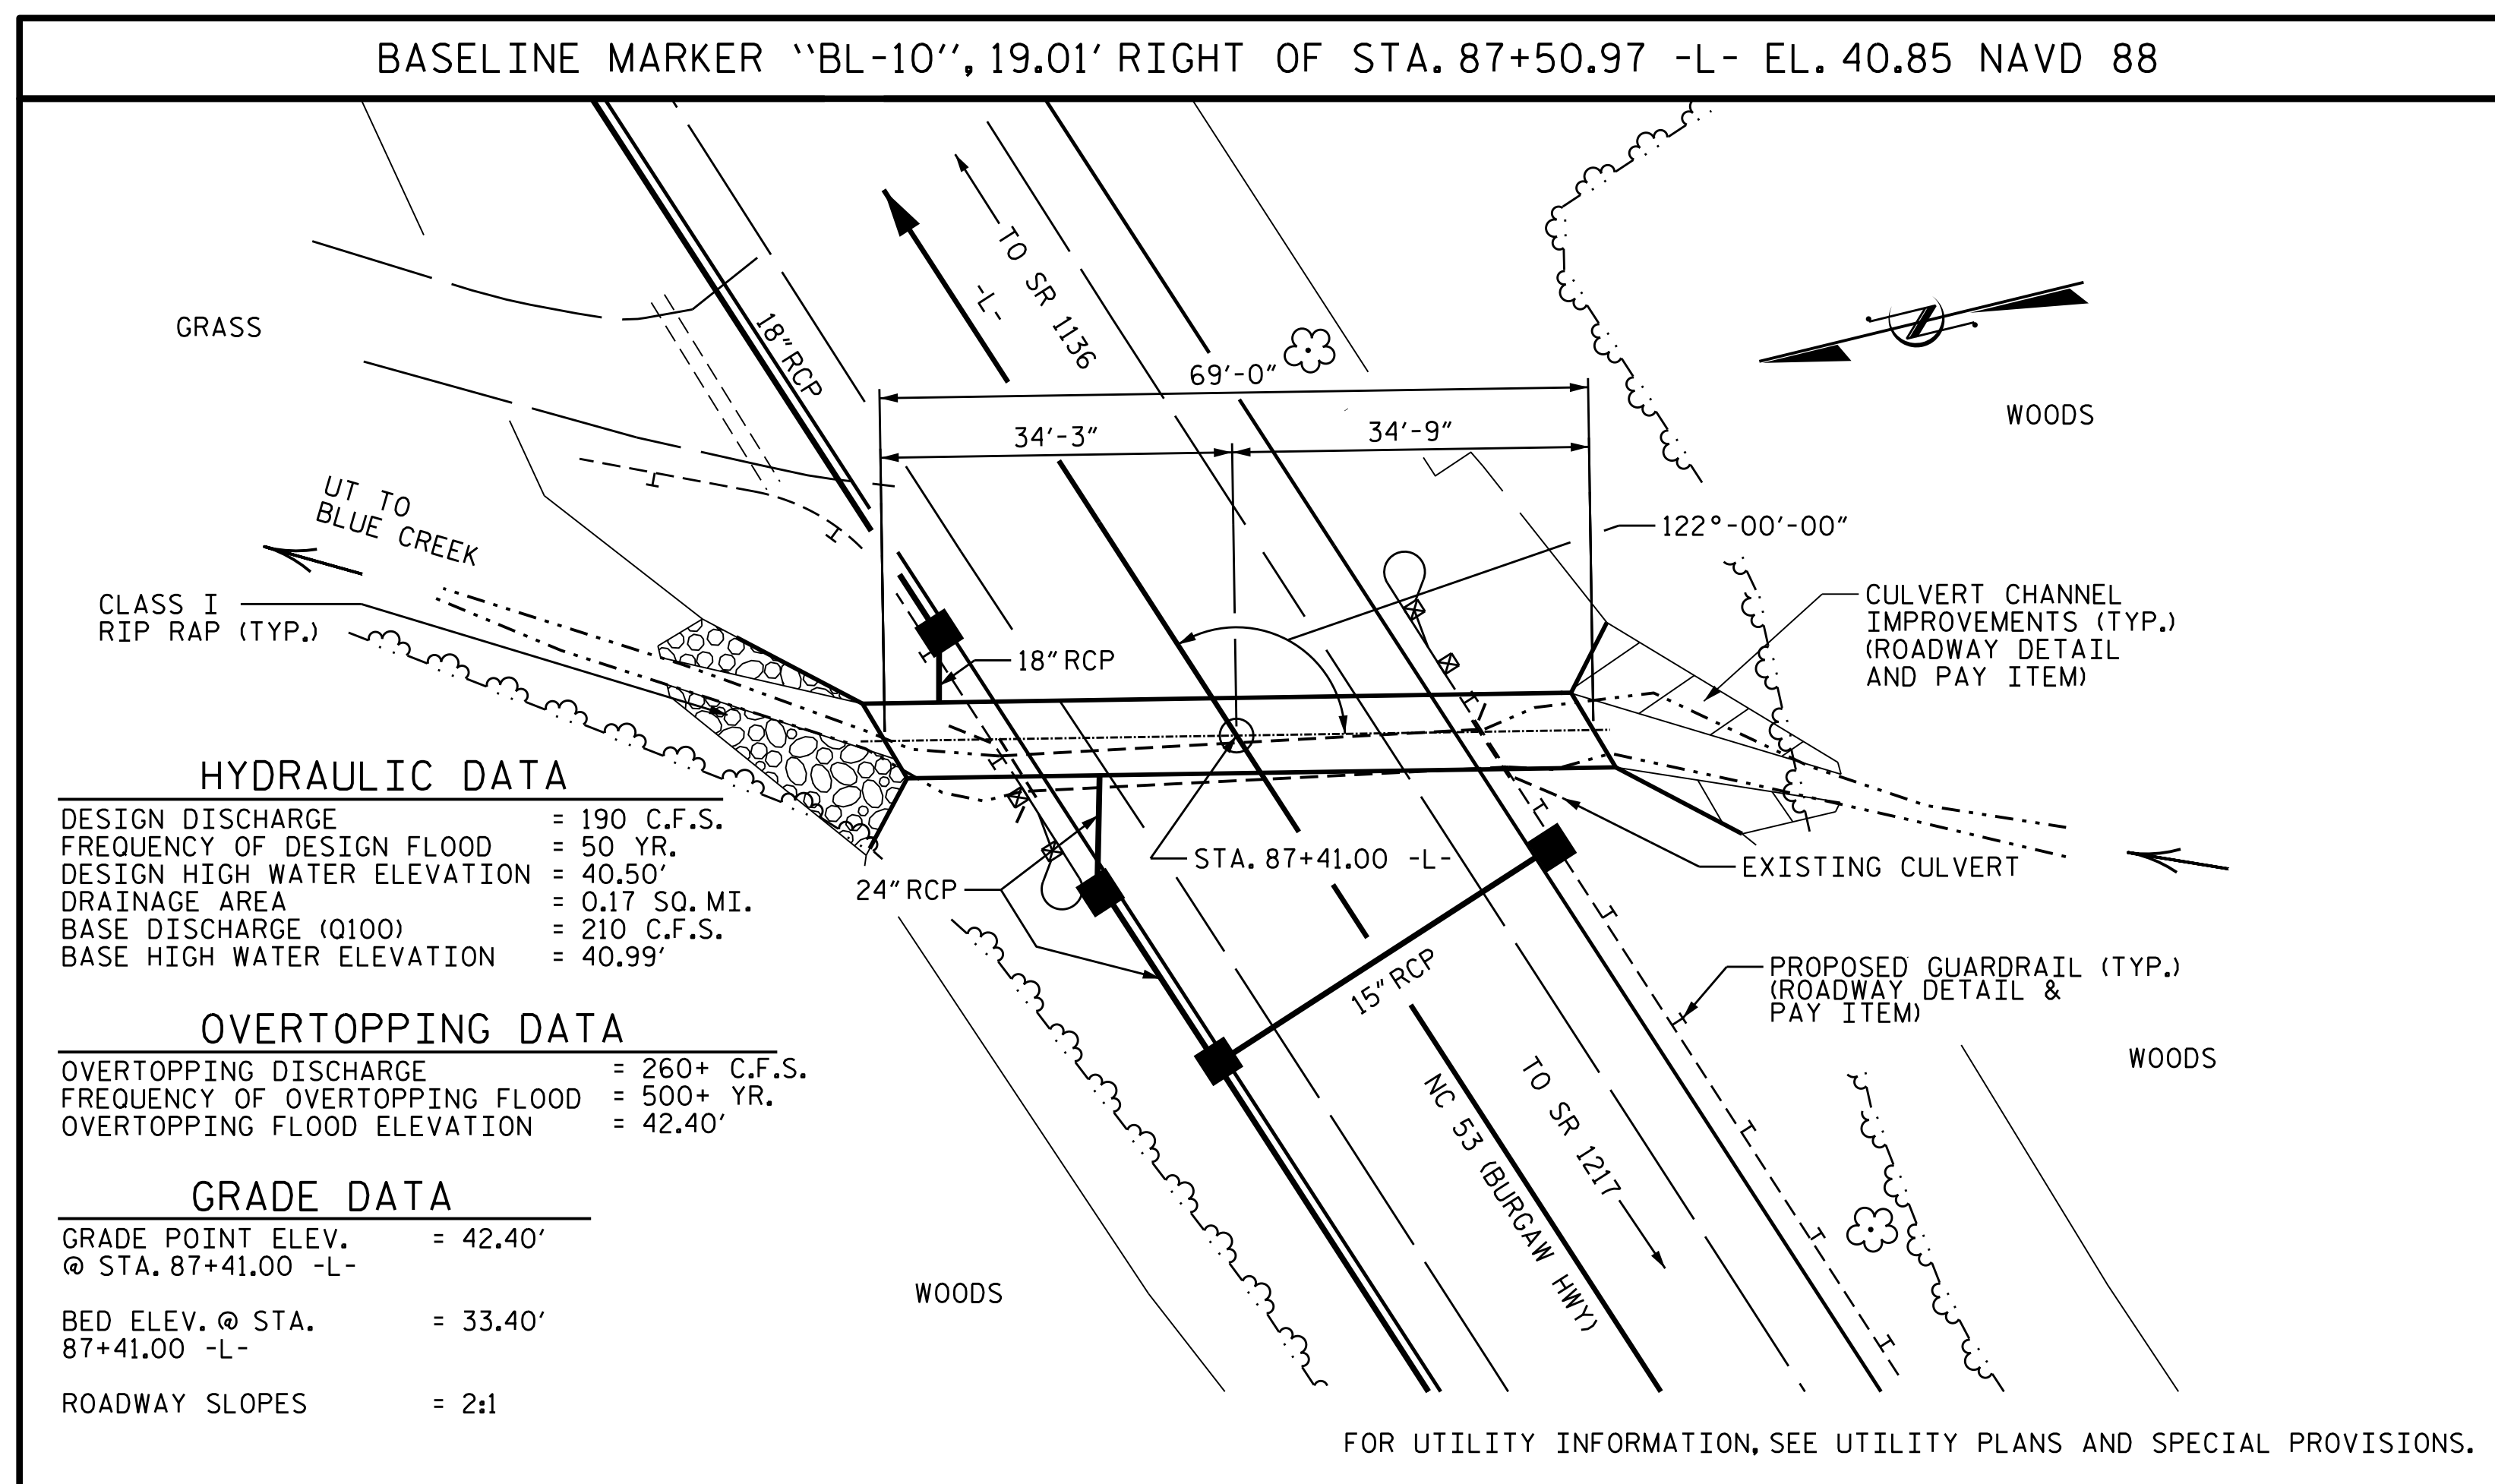 BASELINE MARKER ‘‘BL-10’’, 19.01’ RIGHT OF STA. 87+50.97 -L- EL. 40.85 NAVD 88
TO SR 1136
-L-
18” RCP
GRASS
69’-0”
34’-3”
34’-9”
WOODS
122°-00’-00”
UT TO
BLUE CREEK
CLASS I
RIP RAP (TYP.)
18” RCP
CULVERT CHANNEL
IMPROVEMENTS (TYP.)
(ROADWAY DETAIL
AND PAY ITEM)
HYDRAULIC DATA
DESIGN DISCHARGE = 190 C.F.S.
FREQUENCY OF DESIGN FLOOD = 50 YR.
DESIGN HIGH WATER ELEVATION = 40.50’
DRAINAGE AREA = 0.17 SQ. MI.
BASE DISCHARGE (Q100) = 210 C.F.S.
BASE HIGH WATER ELEVATION = 40.99’
24” RCP
STA. 87+41.00 -L-
EXISTING CULVERT
15” RCP
PROPOSED GUARDRAIL (TYP.)
(ROADWAY DETAIL &
PAY ITEM)
WOODS
OVERTOPPING DATA
OVERTOPPING DISCHARGE = 260+ C.F.S.
FREQUENCY OF OVERTOPPING FLOOD = 500+ YR.
OVERTOPPING FLOOD ELEVATION = 42.40’
NC 53 (BURGAW HWY)
TO SR 1217
GRADE DATA
GRADE POINT ELEV. = 42.40’
@ STA. 87+41.00 -L-
BED ELEV. @ STA. = 33.40’
87+41.00 -L-
ROADWAY SLOPES = 2:1
WOODS
FOR UTILITY INFORMATION, SEE UTILITY PLANS AND SPECIAL PROVISIONS.